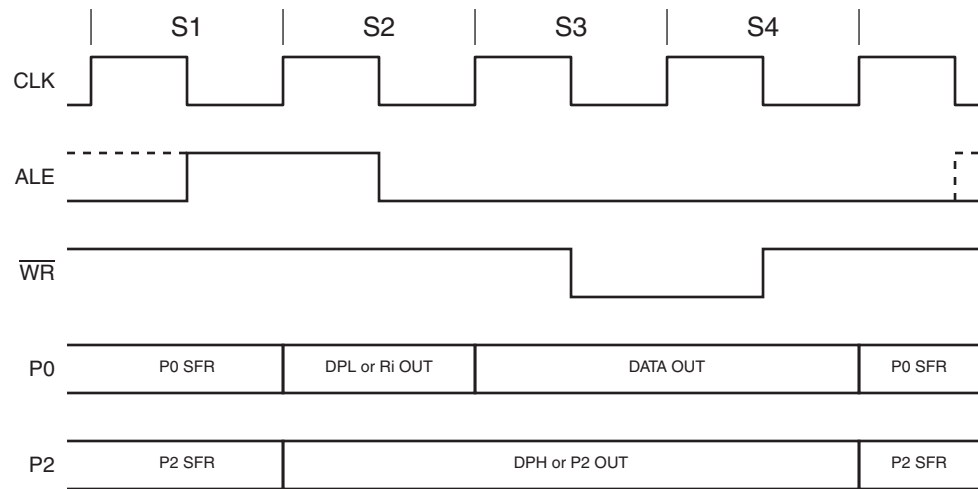 S1 S2 S3 S4
CLK
ALE
WR
P0 P0 SFR DPL or Ri OUT DATA OUT P0 SFR
P2 P2 SFR DPH or P2 OUT P2 SFR